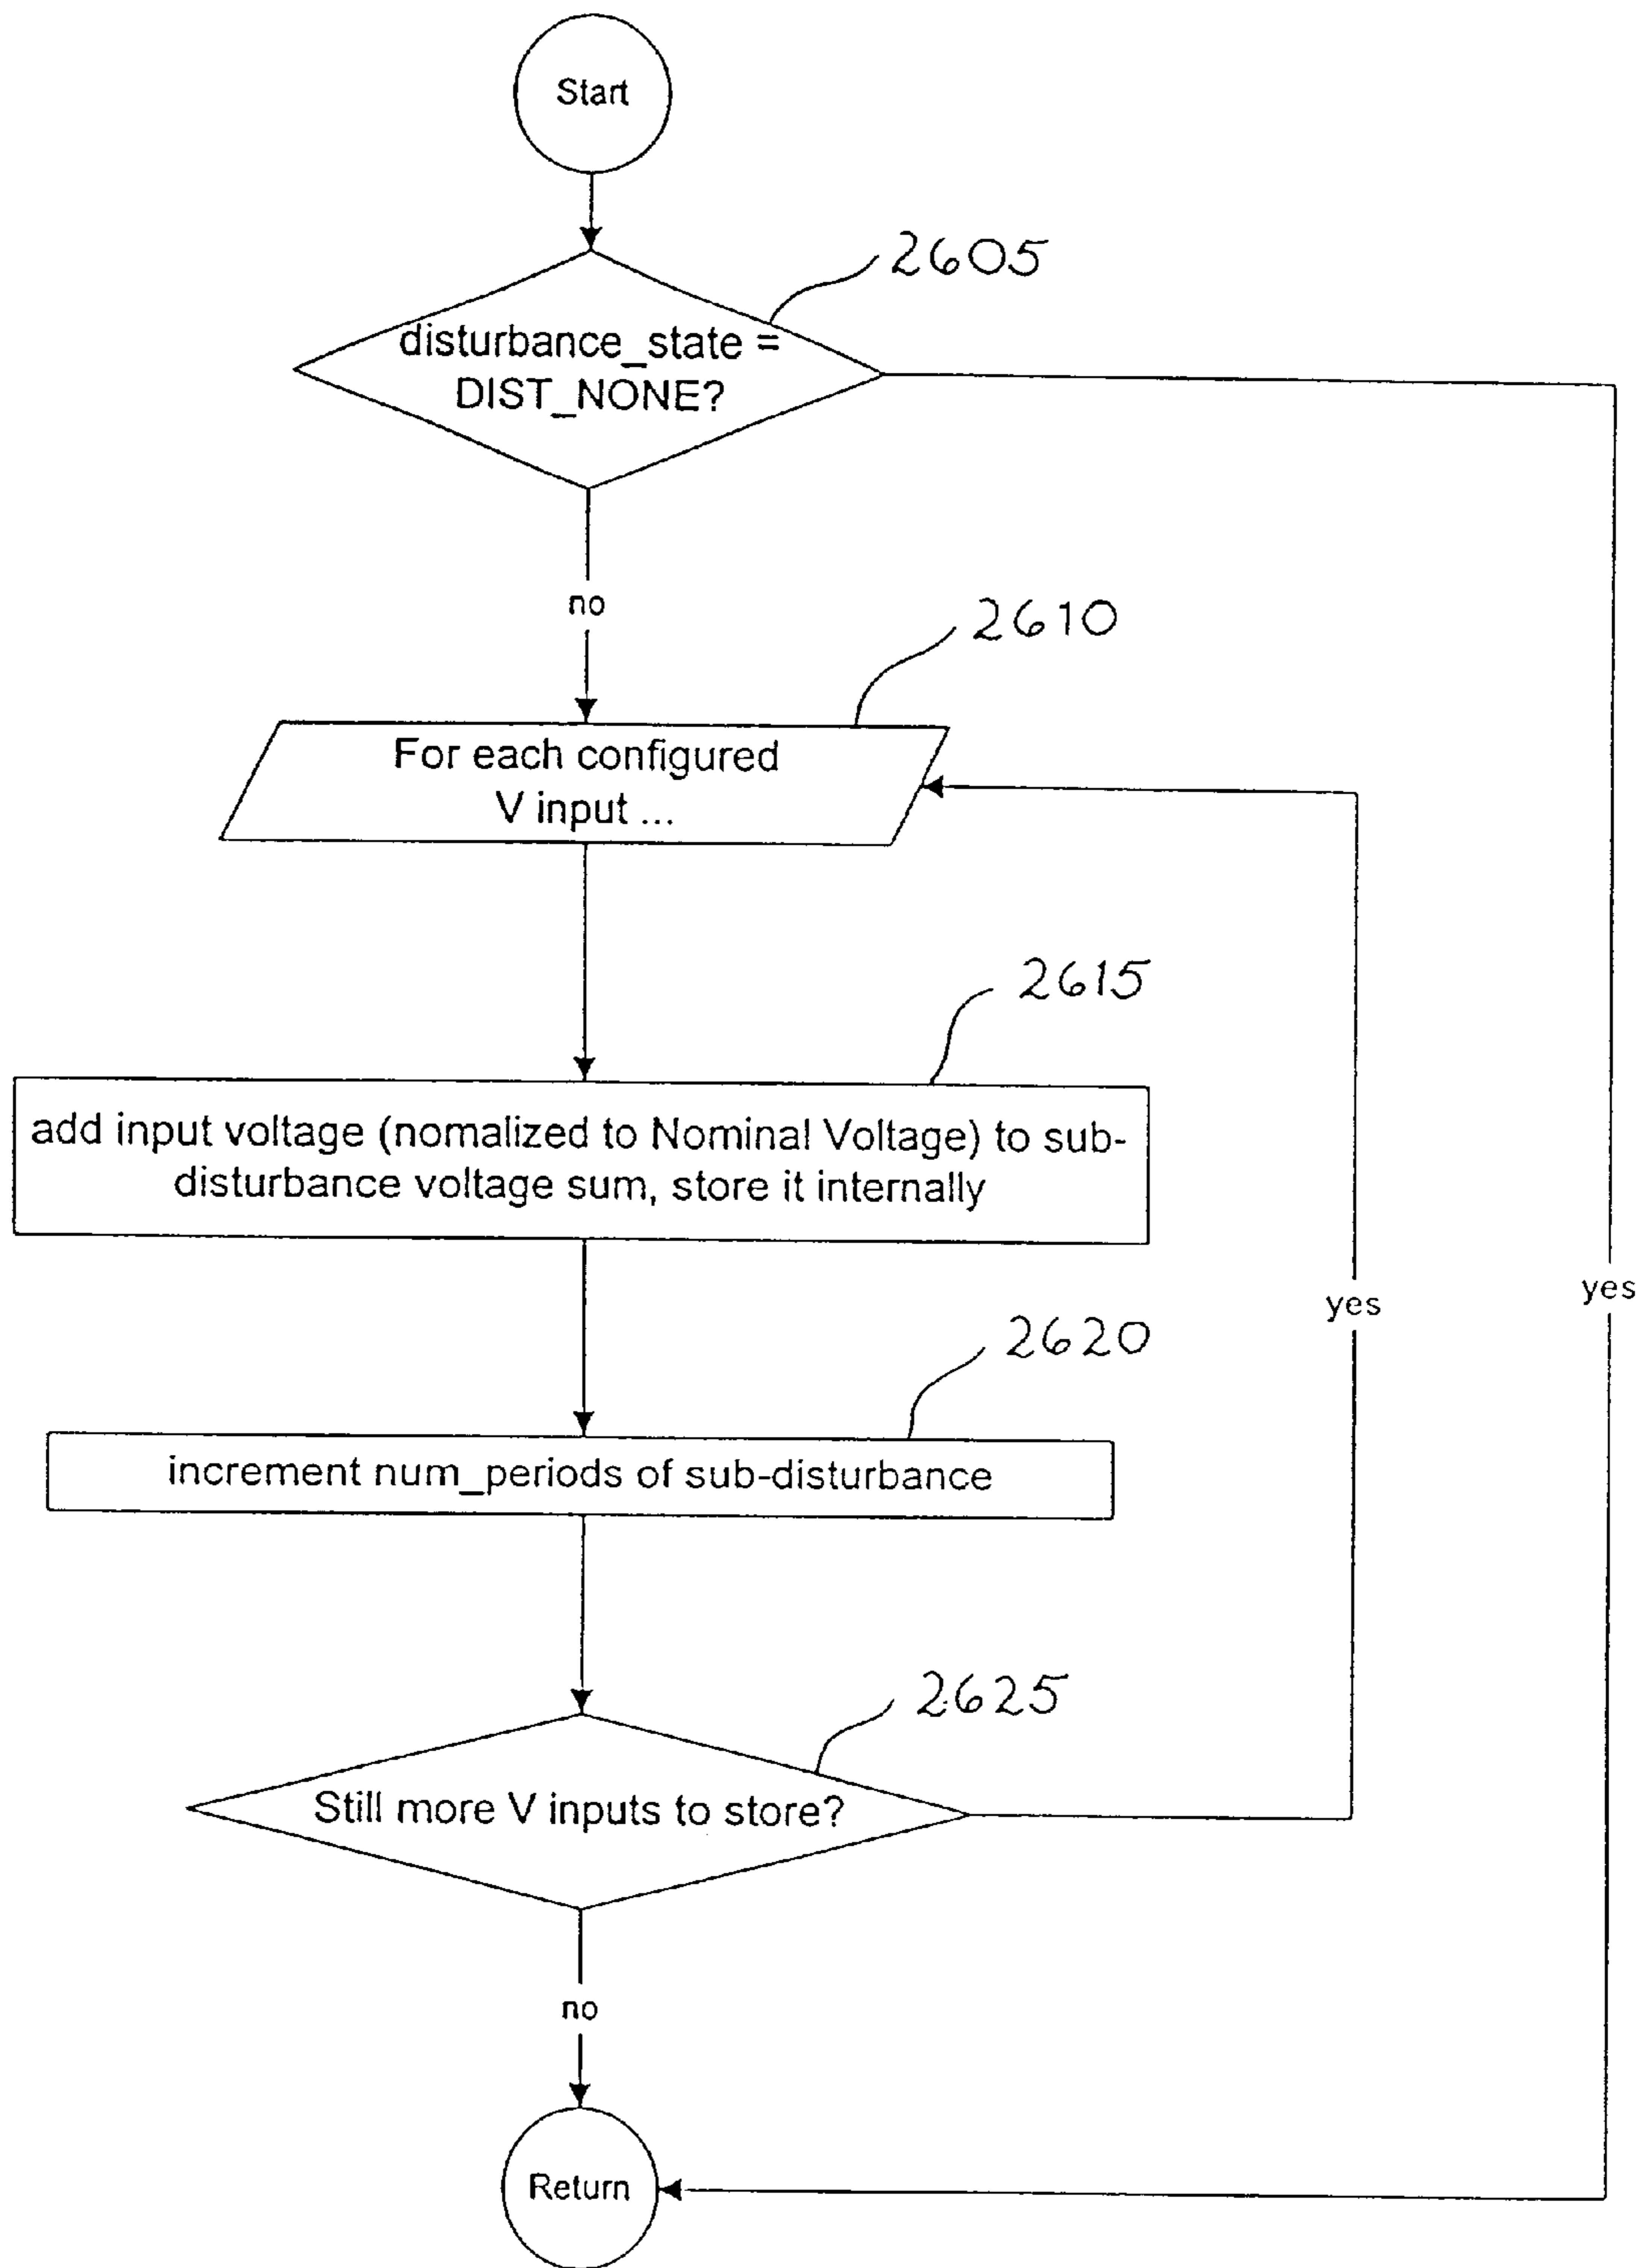 Start
2605
disturbance_state =
DIST_NONE?
no
2610
For each configured
V input ...
2615
add input voltage (nomalized to Nominal Voltage) to sub-
disturbance voltage sum, store it internally
yes
yes
2620
increment num_periods of sub-disturbance
2625
Still more V inputs to store?
no
Return